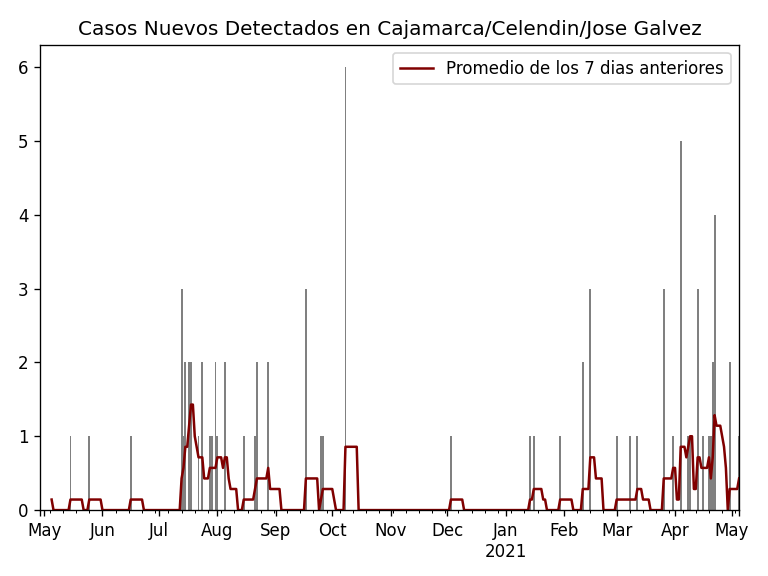 Casos Nuevos Detectados en Cajamarca/Celendin/Jose Galvez
Promedio de los 7 dias anteriores
6
5
4
3
2
1
0
May Jun Jul Aug Sep Oct Nov Dec Jan Feb Mar Apr May
2021